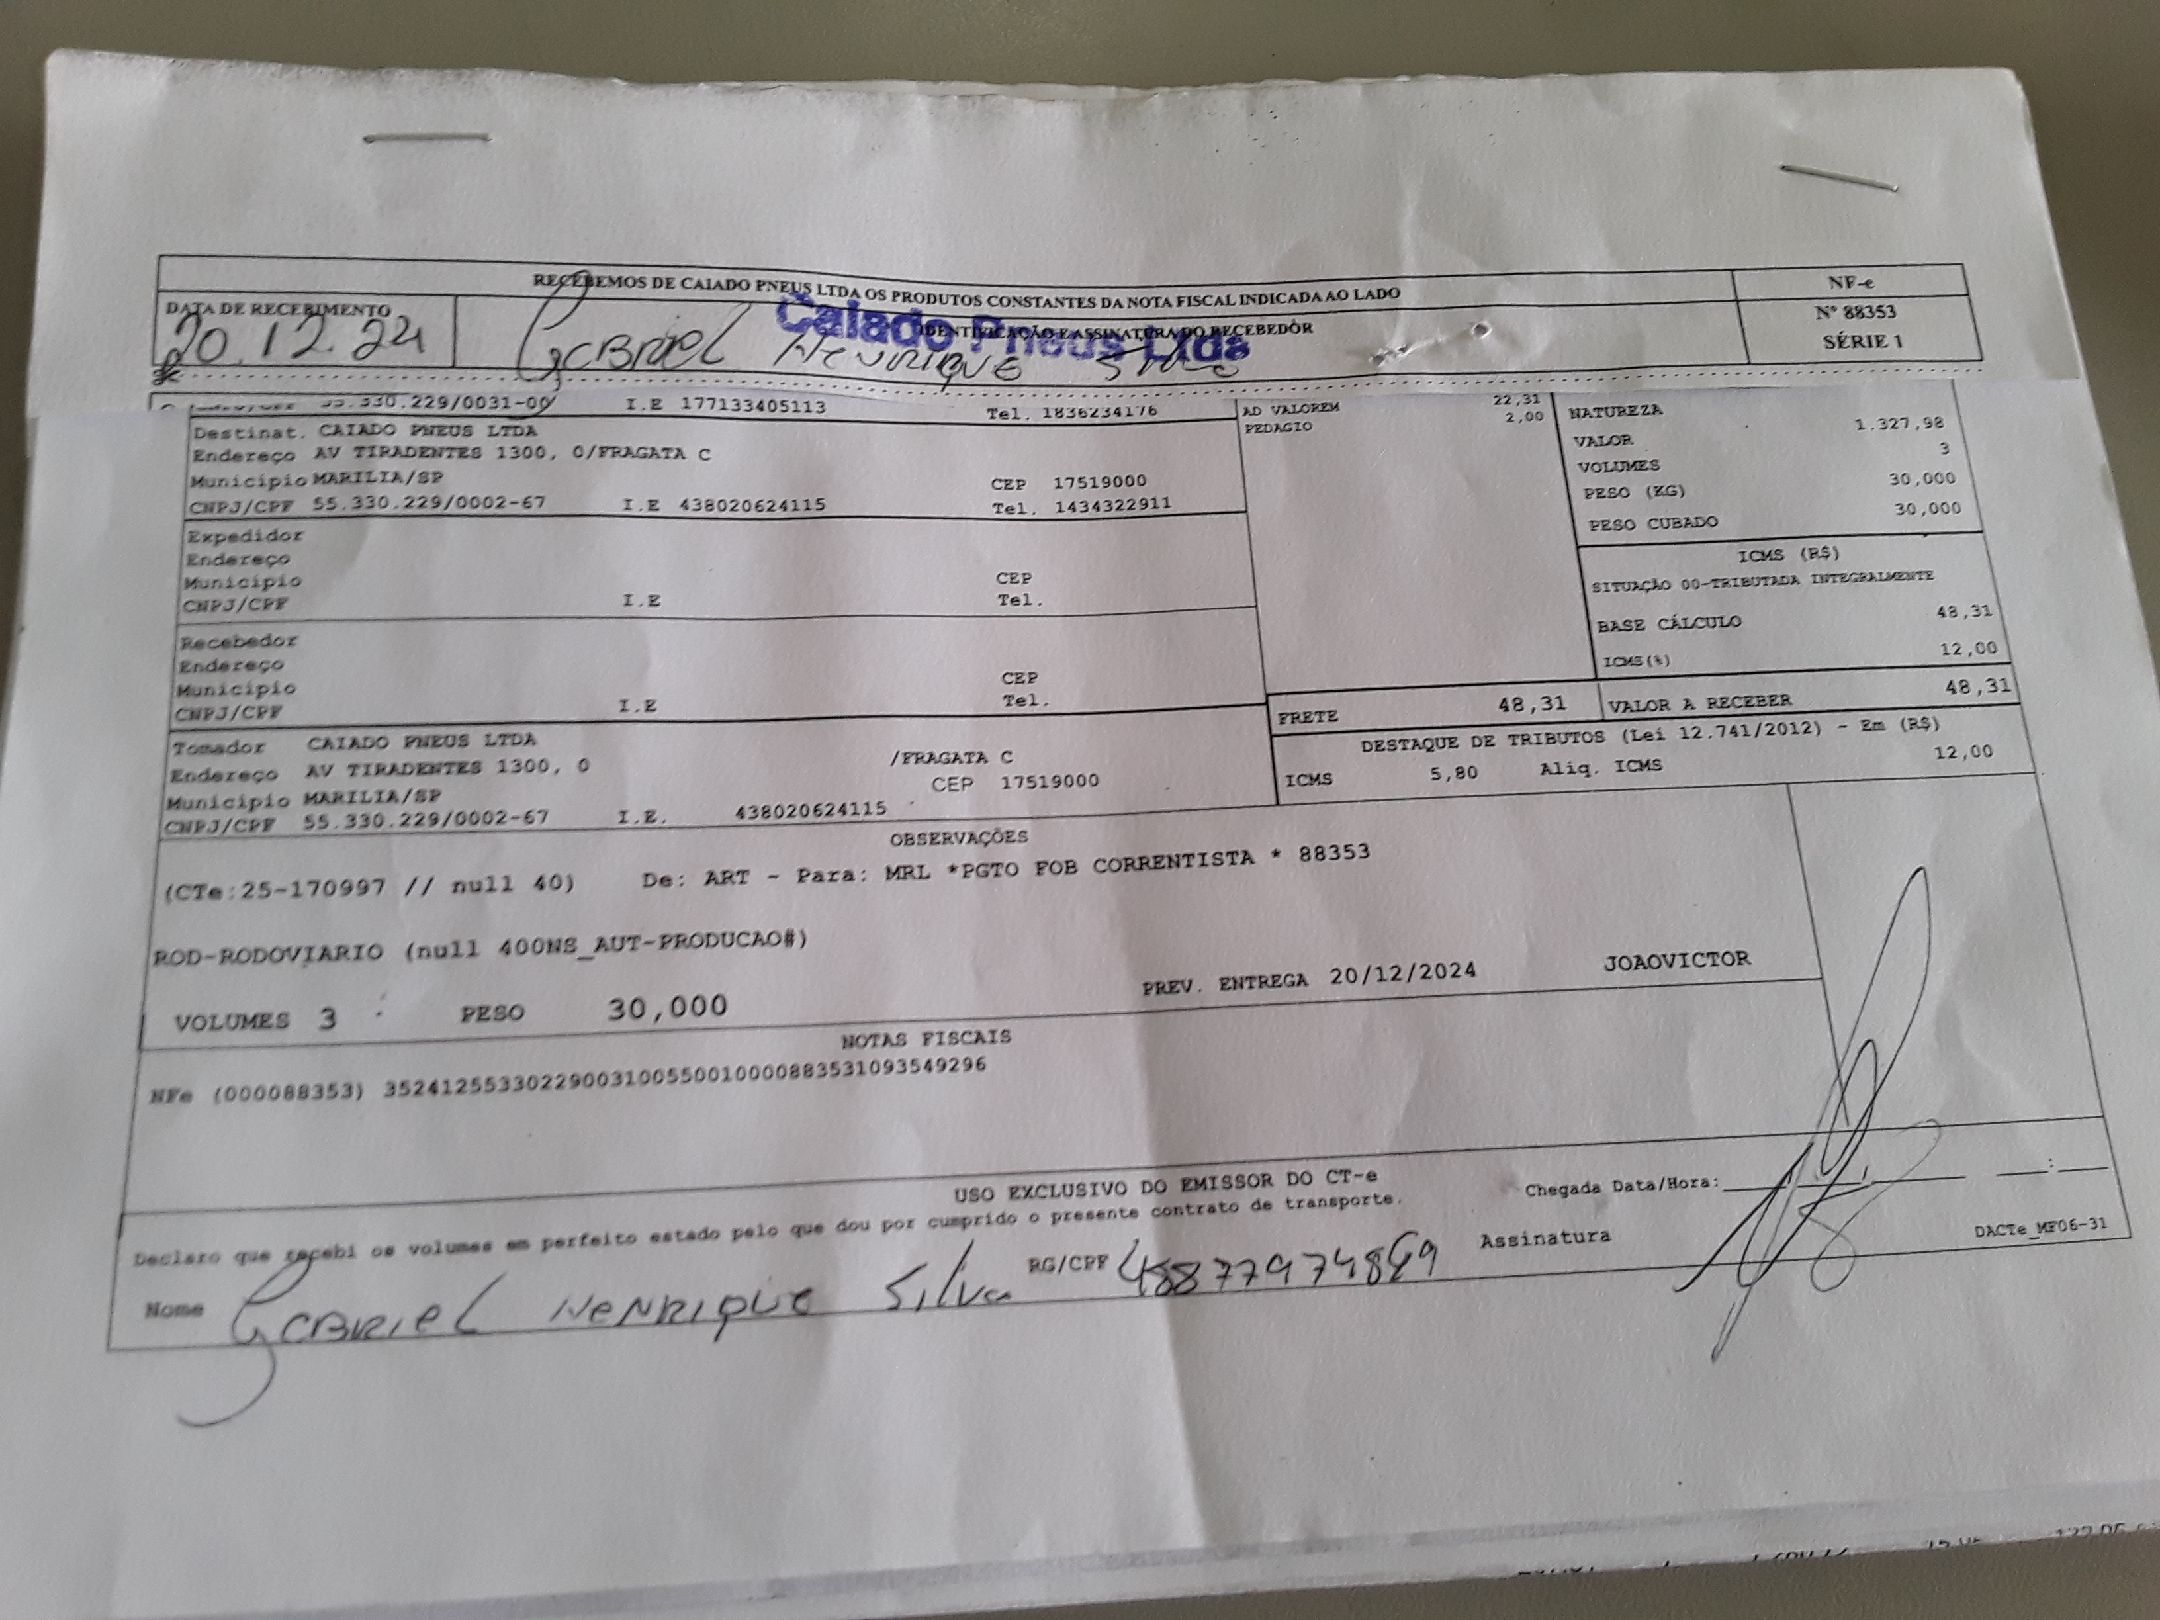 RECEBEMOS DE CAIADO PNEUS LTDA OS PRODUTOS CONSTANTES DA NOTA FISCAL INDICADA AO LADO
NF-e
Nº 88353
SÉRIE 1
DATA DE RECEBIMENTO
20.12.24
IDENTIFICAÇÃO E ASSINATURA DO RECEBEDOR
Caiado Pneus Ltda
Gabriel Henrique Silva
55.330.229/0031-00 I.E 177133405113 Tel. 1836234176
Destinat. CAIADO PNEUS LTDA
Endereço AV TIRADENTES 1300, 0/FRAGATA C
Município MARILIA/SP CEP 17519000
CNPJ/CPF 55.330.229/0002-67 I.E 438020624115 Tel. 1434322911
Expedidor
Endereço
Município CEP
CNPJ/CPF I.E Tel.
Recebedor
Endereço
Município CEP
CNPJ/CPF I.E Tel.
Tomador CAIADO PNEUS LTDA
Endereço AV TIRADENTES 1300, 0 /FRAGATA C
Município MARILIA/SP CEP 17519000
CNPJ/CPF 55.330.229/0002-67 I.E. 438020624115
AD VALOREM 22,31
PEDAGIO 2,00
NATUREZA
VALOR 1.327,98
VOLUMES 3
PESO (KG) 30,000
PESO CUBADO 30,000
ICMS (R$)
SITUAÇÃO 00-TRIBUTADA INTEGRALMENTE
BASE CÁLCULO 48,31
ICMS(%) 12,00
FRETE 48,31 VALOR A RECEBER 48,31
DESTAQUE DE TRIBUTOS (Lei 12.741/2012) - Em (R$)
ICMS 5,80 Aliq. ICMS 12,00
OBSERVAÇÕES
(CTe:25-170997 // null 40) De: ART - Para: MRL *PGTO FOB CORRENTISTA * 88353
ROD-RODOVIARIO (null 400NS_AUT-PRODUCAO#)
PREV. ENTREGA 20/12/2024 JOAOVICTOR
VOLUMES 3 PESO 30,000
NOTAS FISCAIS
NFe (000088353) 35241255330229003100550010000883531093549296
USO EXCLUSIVO DO EMISSOR DO CT-e
Declaro que recebi os volumes em perfeito estado pelo que dou por cumprido o presente contrato de transporte.
Chegada Data/Hora:
Nome Gabriel Henrique Silva RG/CPF Assinatura
DACTe_MF06-31